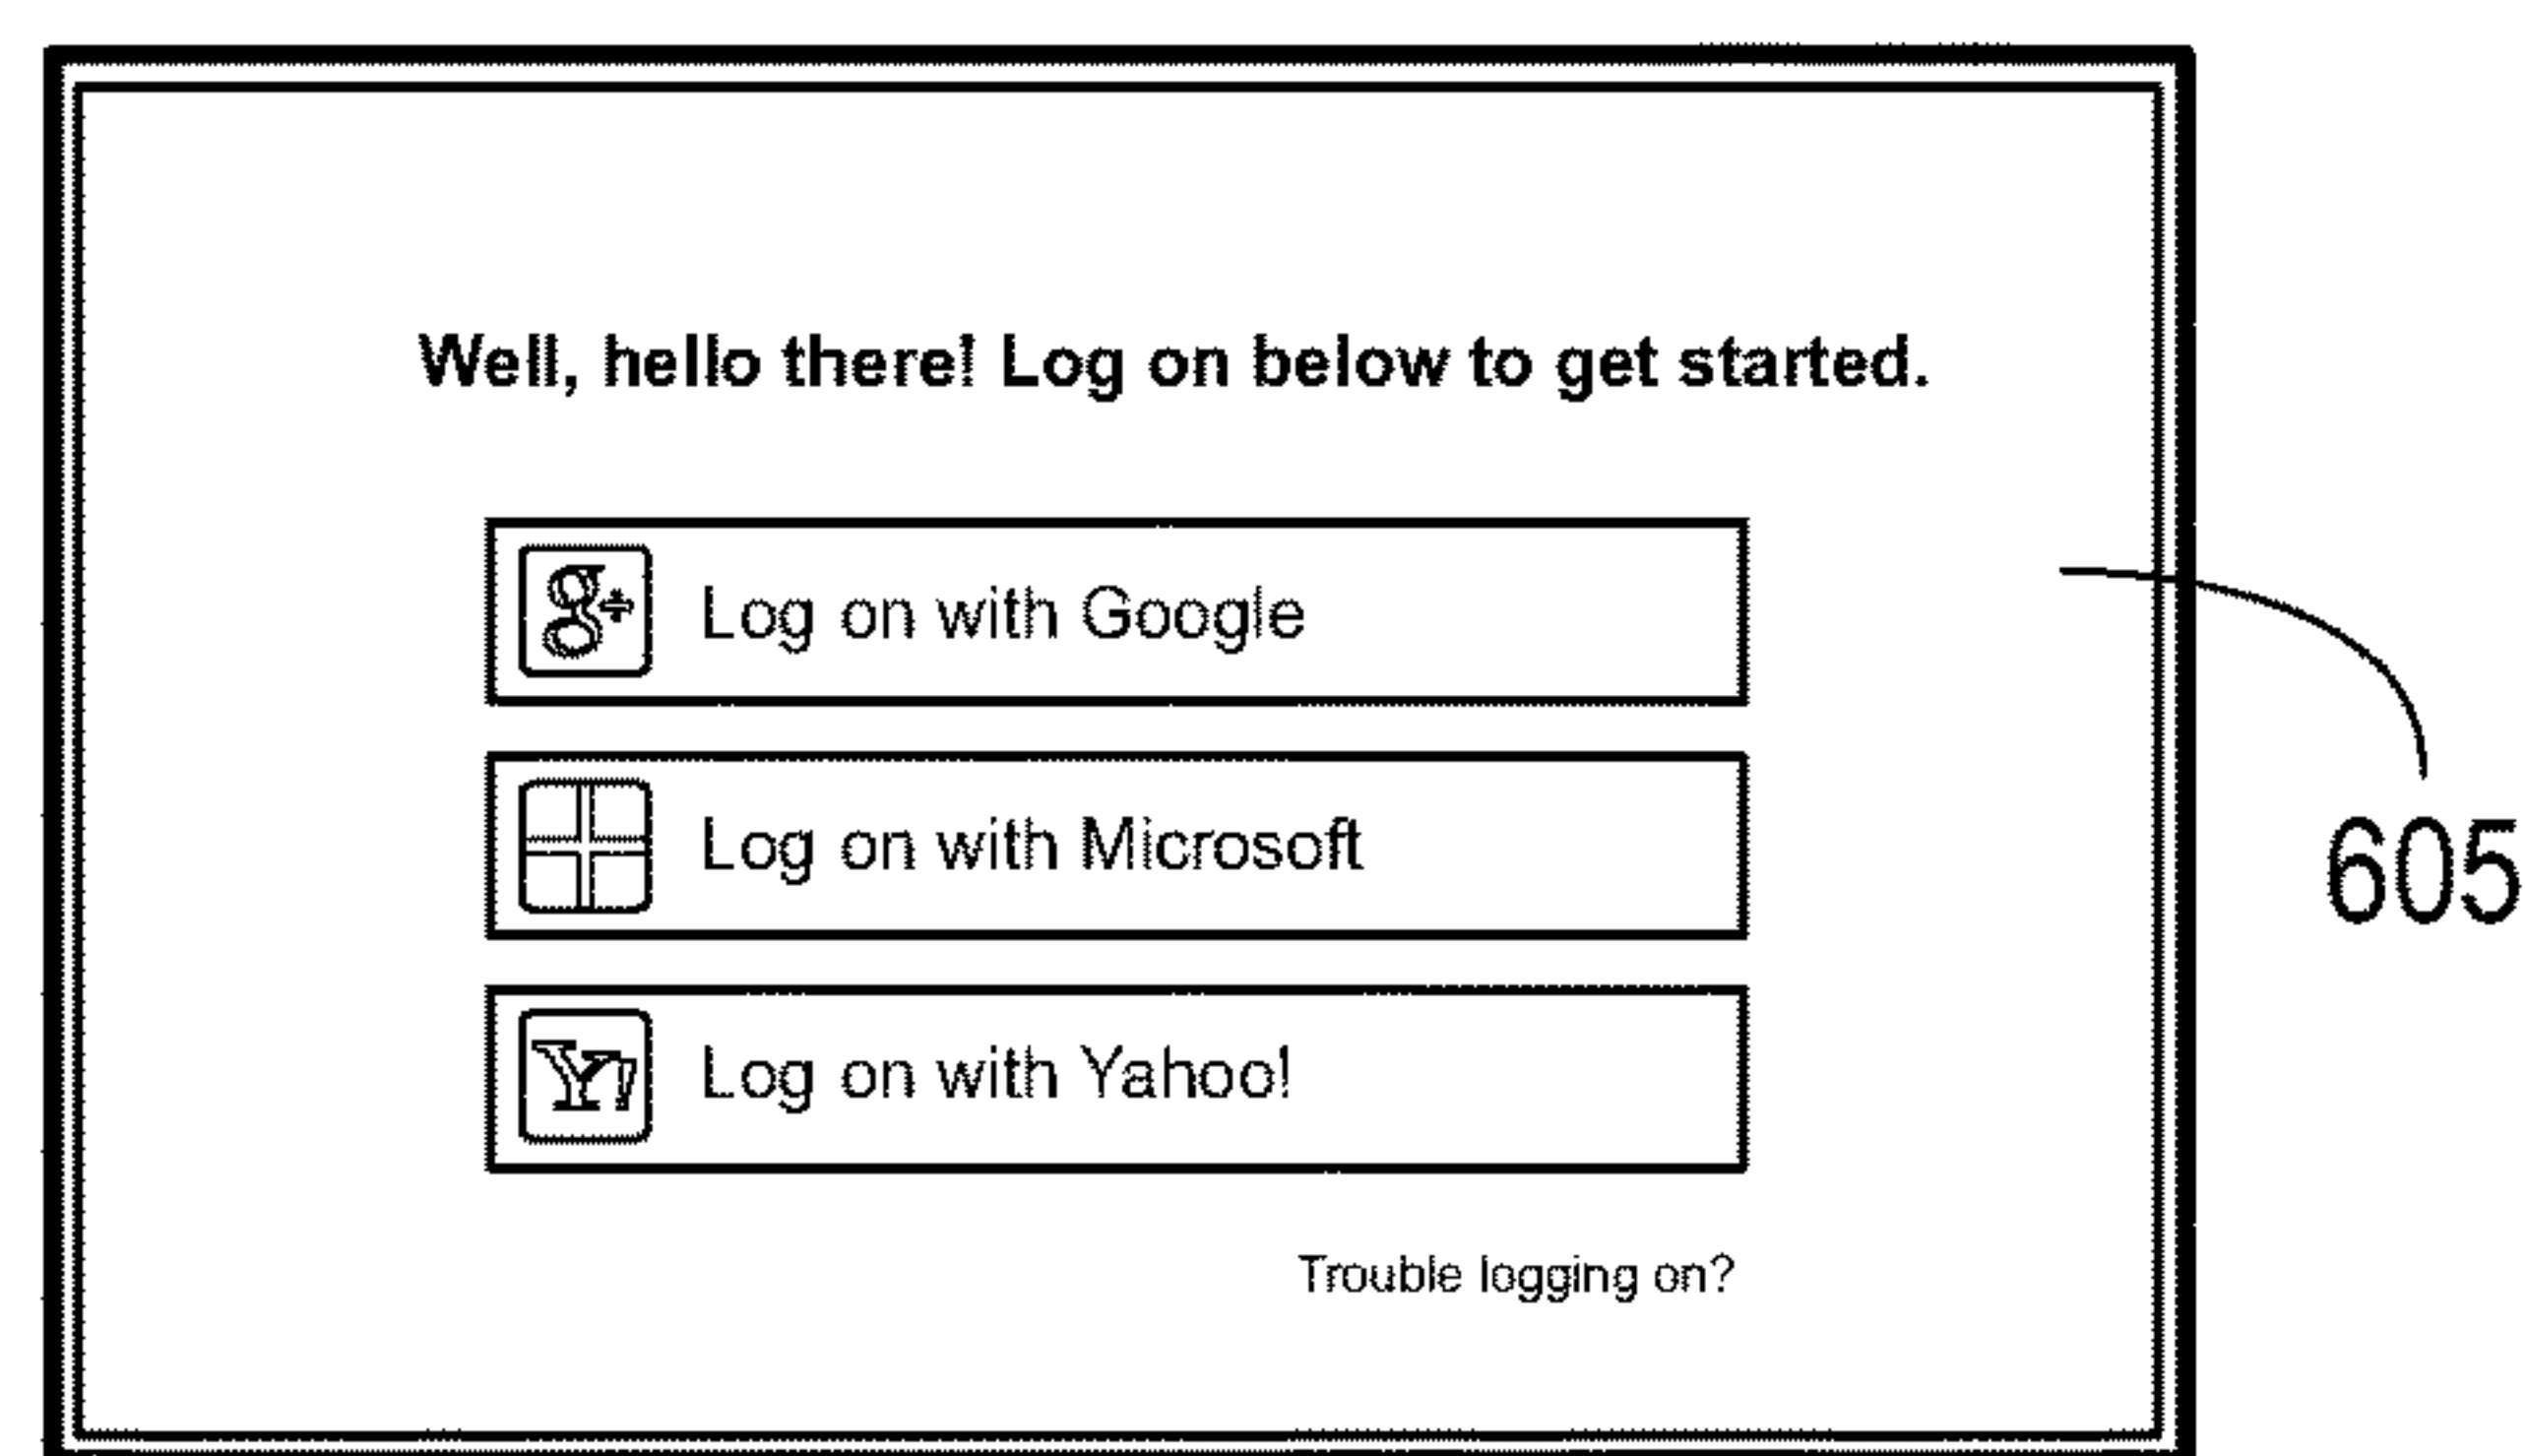 Well, hello there! Log on below to get started.
g+ Log on with Google
Log on with Microsoft
605
Y! Log on with Yahoo!
Trouble logging on?